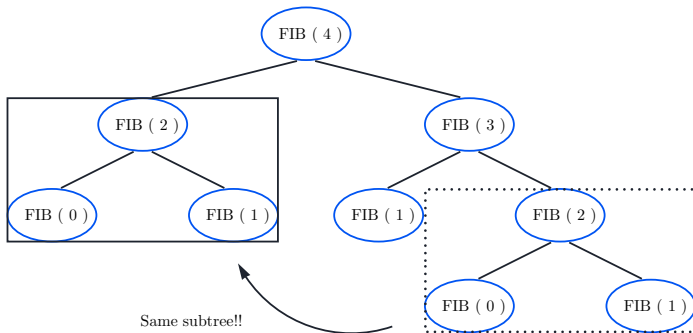 FIB ( 4 )
FIB ( 2 )
FIB ( 3 )
FIB ( 0 )
FIB ( 1 )
FIB ( 1 )
FIB ( 2 )
FIB ( 0 )
FIB ( 1 )
Same subtree!!